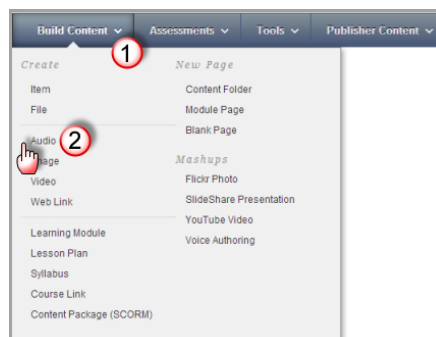 Build Content Assessments Tools Publisher Content
1
Create
Item
File
Audio
2
Image
Video
Web Link
Learning Module
Lesson Plan
Syllabus
Course Link
Content Package (SCORM)
New Page
Content Folder
Module Page
Blank Page
Mashups
Flickr Photo
SlideShare Presentation
YouTube Video
Voice Authoring